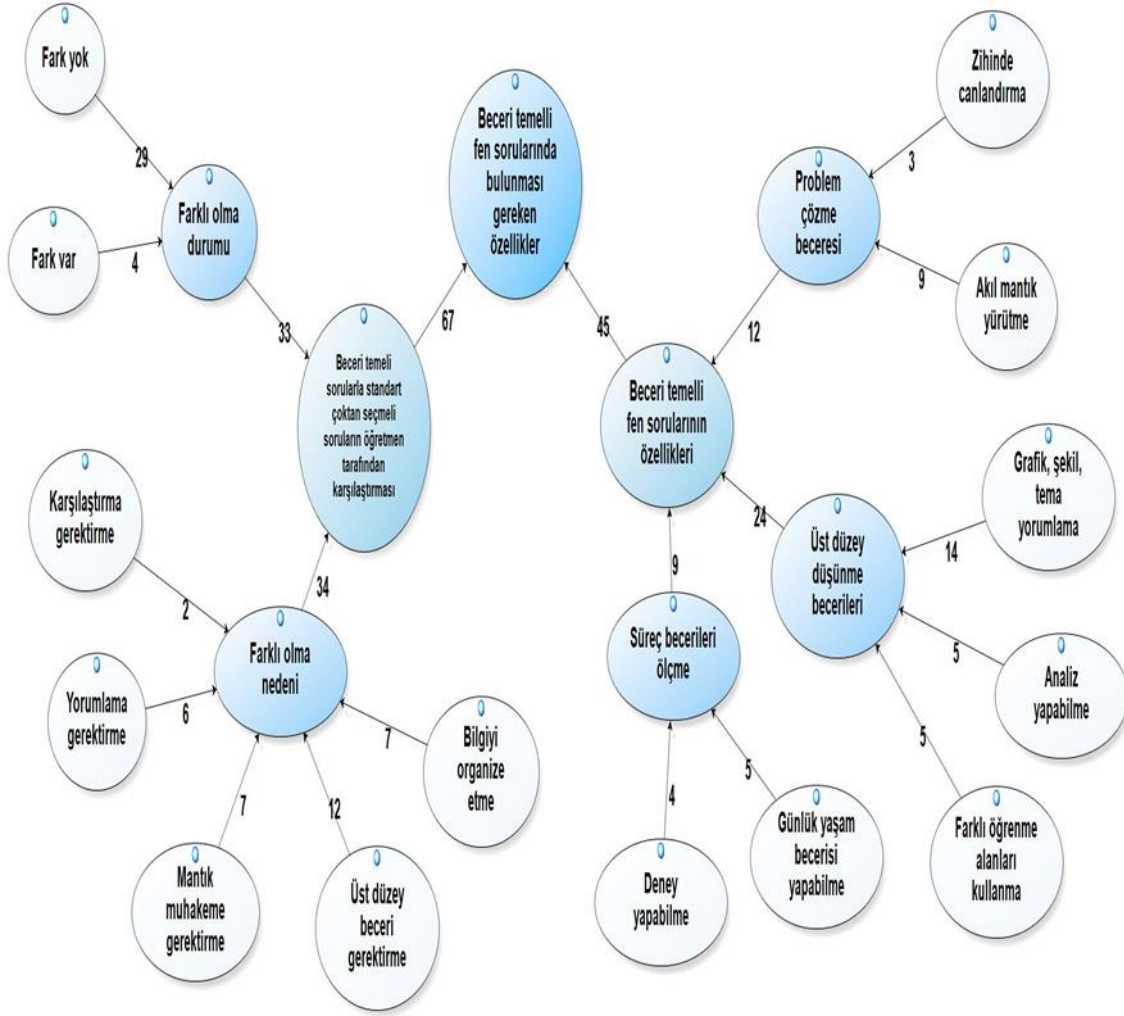 Fark yok
29
Fark var
4
Farklı olma
durumu
33
Beceri temelli
fen sorularında
bulunması
gereken
özellikler
67
45
Beceri temeli
sorularla standart
çoktan seçmeli
soruların öğretmen
tarafından
karşılaştırması
Zihinde
canlandırma
3
Problem
çözme
beceresi
9
Akıl mantık
yürütme
12
Beceri temelli
fen sorularının
özellikleri
Karşılaştırma
gerektirme
2
34
Farklı olma
nedeni
Yorumlama
gerektirme
6
7
Mantık
muhakeme
gerektirme
12
Üst düzey
beceri
gerektirme
7
Bilgiyi
organize
etme
9
Süreç becerileri
ölçme
4
Deney
yapabilme
5
Günlük yaşam
becerisi
yapabilme
24
Üst düzey
düşünme
becerileri
Grafik, şekil,
tema
yorumlama
14
5
Analiz
yapabilme
5
Farklı öğrenme
alanları
kullanma